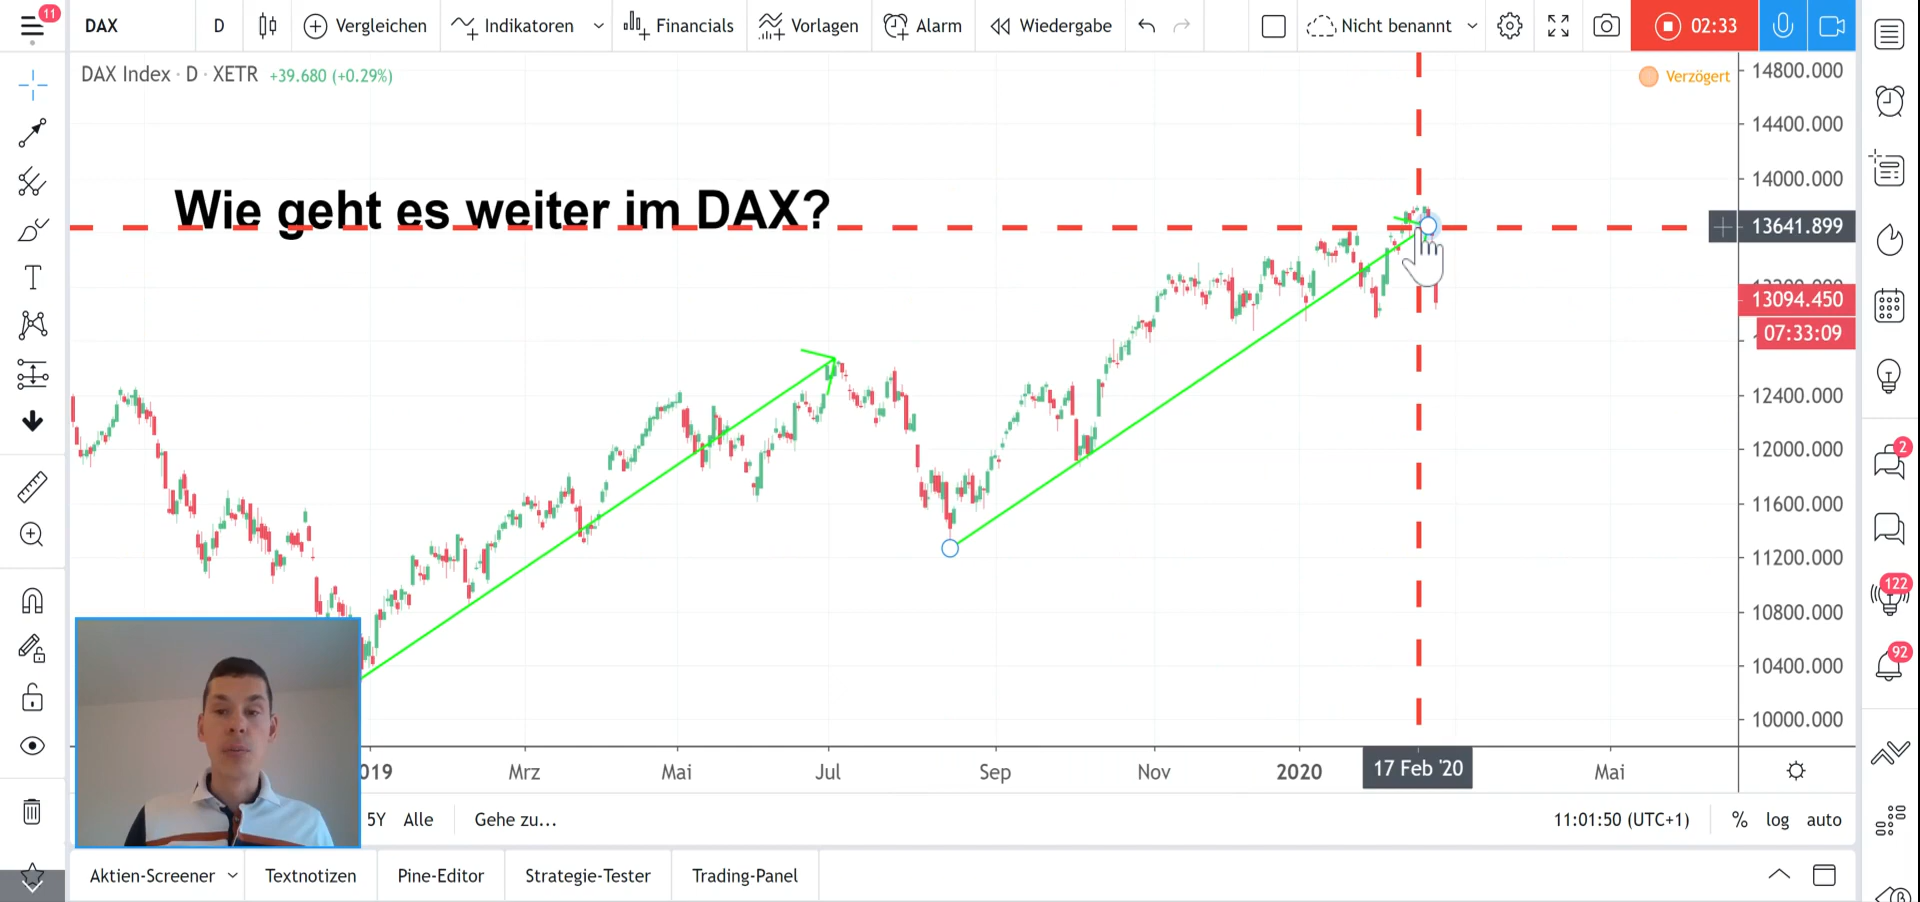 11
DAX
D
Vergleichen
Indikatoren
Financials
Vorlagen
Alarm
Wiedergabe
Nicht benannt
02:33
DAX Index · D · XETR +39.680 (+0.29%)
Verzögert
Wie geht es weiter im DAX?
14800.000
14400.000
14000.000
13641.899
13094.450
07:33:09
12400.000
12000.000
11600.000
11200.000
10800.000
10400.000
10000.000
2
122
92
019
Mrz
Mai
Jul
Sep
Nov
2020
17 Feb '20
Mai
5Y
Alle
Gehe zu...
11:01:50 (UTC+1)
%
log
auto
Aktien-Screener
Textnotizen
Pine-Editor
Strategie-Tester
Trading-Panel